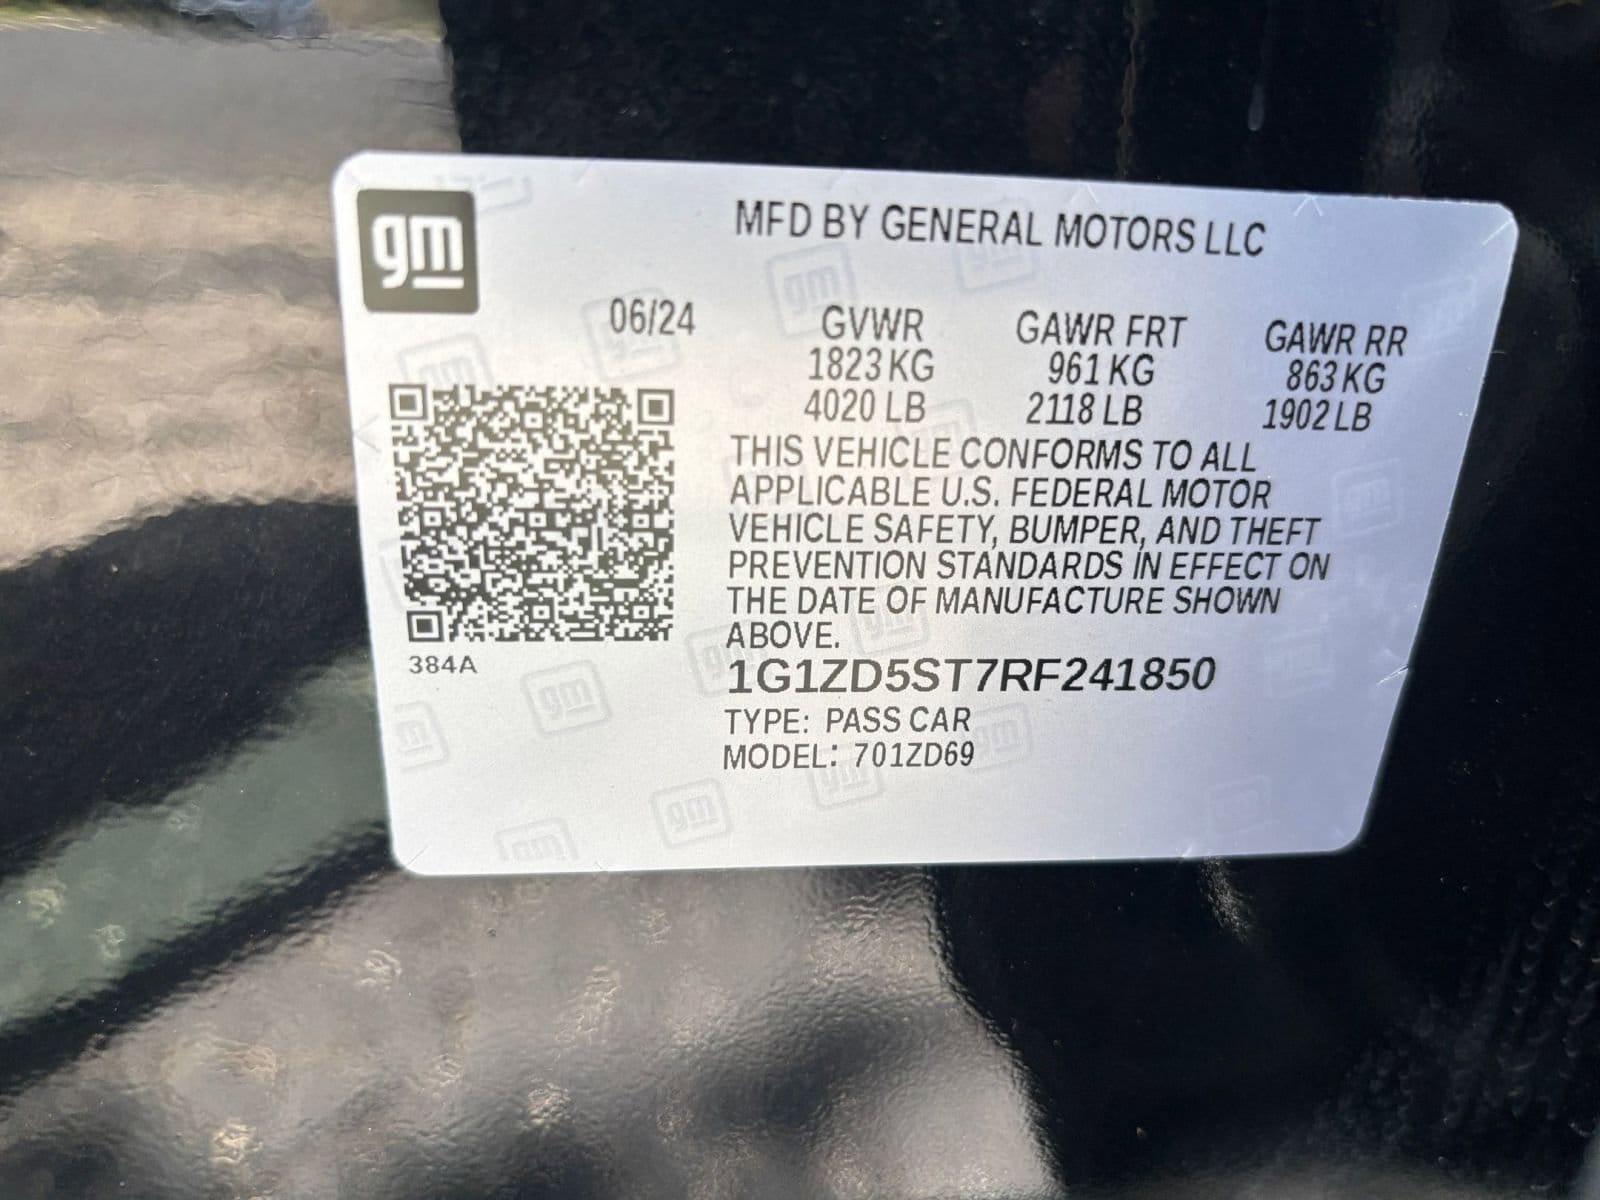 gm
MFD BY GENERAL MOTORS LLC
06/24 GVWR GAWR FRT GAWR RR
1823 KG 961 KG 863 KG
4020 LB 2118 LB 1902 LB
THIS VEHICLE CONFORMS TO ALL
APPLICABLE U.S. FEDERAL MOTOR
VEHICLE SAFETY, BUMPER, AND THEFT
PREVENTION STANDARDS IN EFFECT ON
THE DATE OF MANUFACTURE SHOWN
ABOVE.
384A
1G1ZD5ST7RF241850
TYPE: PASS CAR
MODEL: 701ZD69